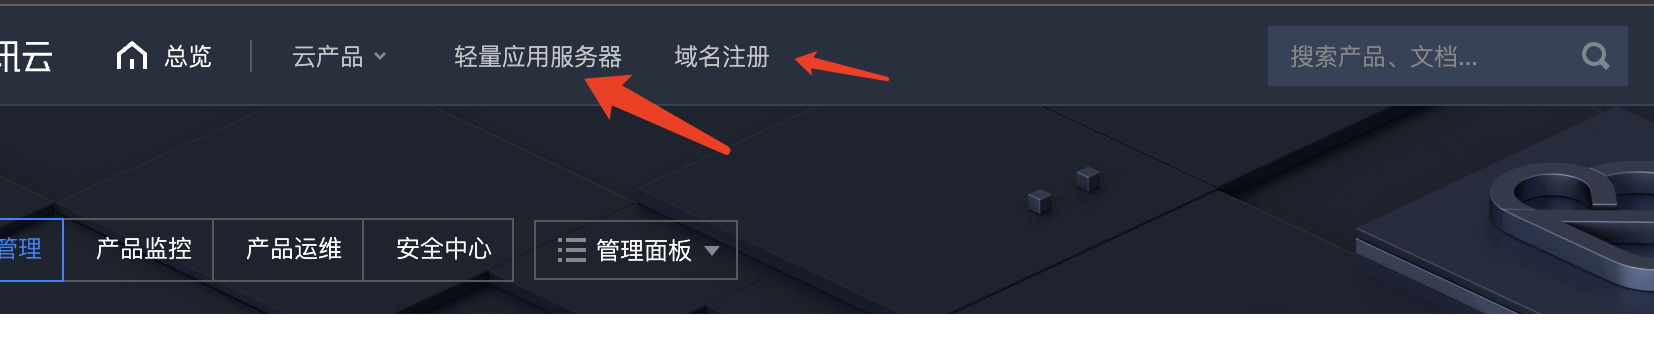 讯云 总览 云产品 轻量应用服务器 域名注册 搜索产品、文档...
管理 产品监控 产品运维 安全中心 管理面板